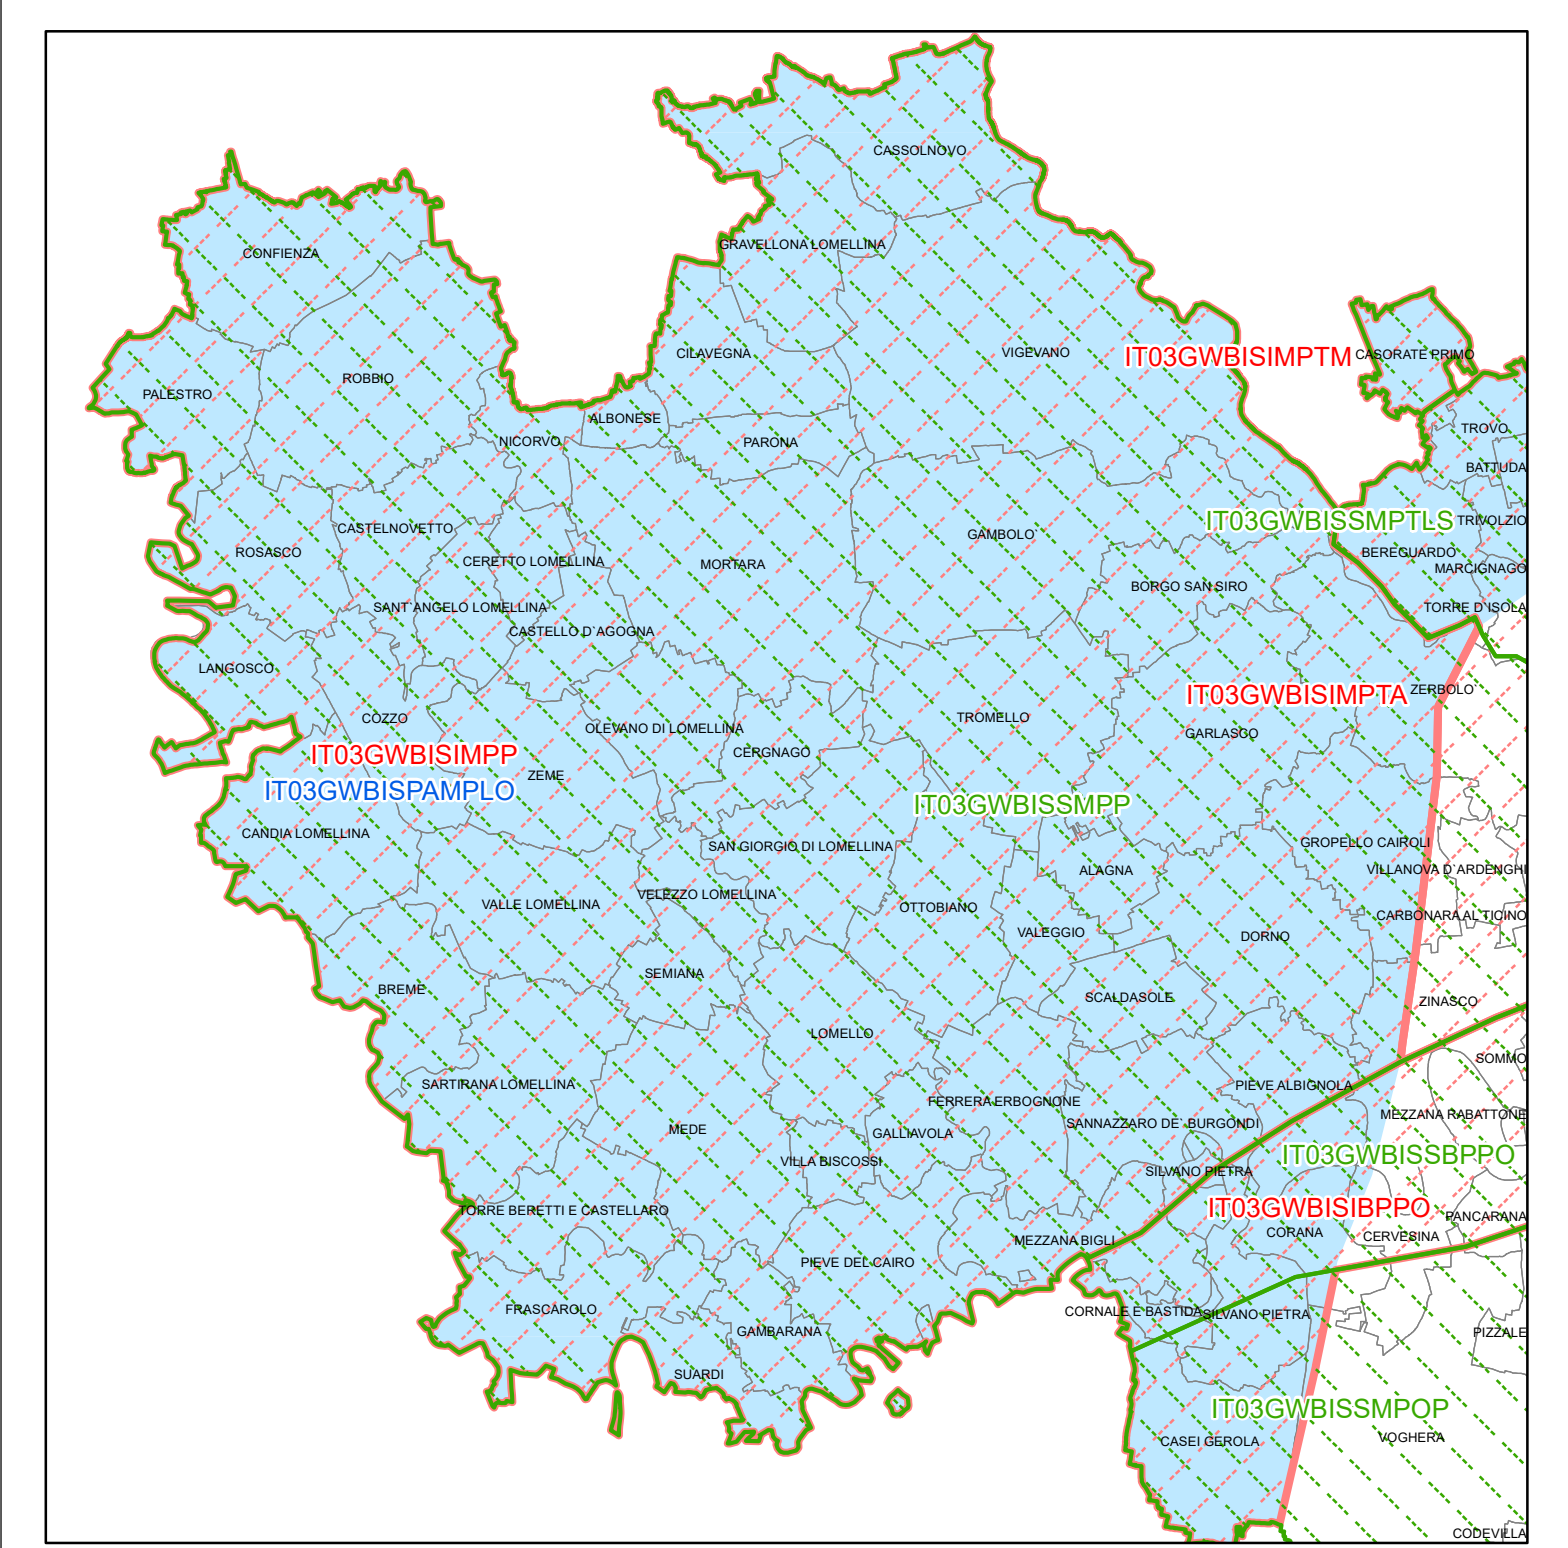 CASSOLNOVO
GRAVELLONA LOMELLINA
CONFIENZA
VIGEVANO
IT03GWBISIMPTM
CASORATE PRIMO
CILAVEGNA
ROBBIO
PALESTRO
ALBONESE
TROVO
NICORVO
PARONA
BATTUDA
IT03GWBISSMPTLS
TRIVOLZIO
CASTELNOVETTO
GAMBOLO`
ROSASCO
BEREGUARDO
CERETTO LOMELLINA
MORTARA
MARCIGNAGO
BORGO SAN SIRO
SANT`ANGELO LOMELLINA
TORRE D`ISOLA
CASTELLO D`AGOGNA
LANGOSCO
IT03GWBISIMPTA
ZERBOLO`
COZZO
TROMELLO
OLEVANO DI LOMELLINA
GARLASCO
CERGNAGO
IT03GWBISIMPP
ZEME
IT03GWBISPAMPLO
IT03GWBISSMPP
CANDIA LOMELLINA
GROPELLO CAIROLI
SAN GIORGIO DI LOMELLINA
ALAGNA
VILLANOVA D`ARDENGHI
VELEZZO LOMELLINA
VALLE LOMELLINA
OTTOBIANO
CARBONARA AL TICINO
VALEGGIO
DORNO
SEMIANA
BREME
SCALDASOLE
ZINASCO
LOMELLO
SOMMO
SARTIRANA LOMELLINA
PIEVE ALBIGNOLA
FERRERA ERBOGNONE
MEZZANA RABATTONE
SANNAZZARO DE` BURGONDI
MEDE
GALLIAVOLA
IT03GWBISSBPPO
VILLA BISCOSSI
SILVANO PIETRA
IT03GWBISIBPPO
TORRE BERETTI E CASTELLARO
PANCARANA
CORANA
CERVESINA
MEZZANA BIGLI
PIEVE DEL CAIRO
FRASCAROLO
CORNALE E BASTIDA
SILVANO PIETRA
GAMBARANA
PIZZALE
SUARDI
IT03GWBISSMPOP
CASEI GEROLA
VOGHERA
CODEVILLA